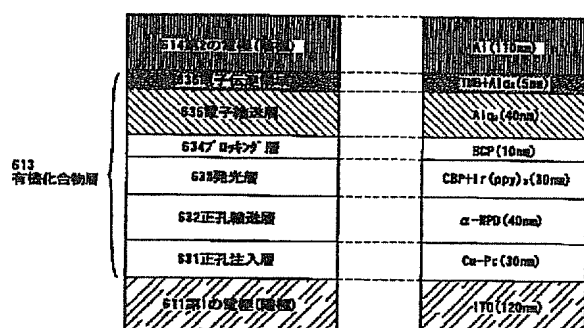 614第2の電極(陰極)
Al(110nm)
636電子
TMB+Alq₃(5nm)
635電子輸送層
Alq₃(40nm)
634ブロッキング層
BCP(10nm)
613
有機化合物層
633発光層
CBP+Ir(ppy)₃(30nm)
632正孔輸送層
α-NPD(40nm)
631正孔注入層
Cu-Pc(30nm)
611第1の電極(陽極)
ITO(120nm)